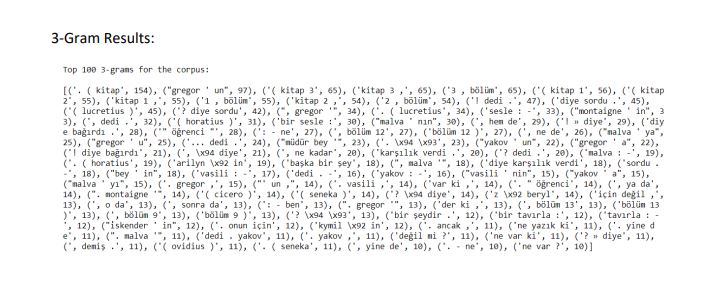 3-Gram Results:
Top 100 3-grams for the corpus:
[('. ( kitap', 154), ("gregor ' un", 97), ('( kitap 3', 65), ('kitap 3 ,', 65), ('3 , bölüm', 65), ('( kitap 1', 56), ('( kitap
2', 55), ('kitap 1 ,', 55), ('1 , bölüm', 55), ('kitap 2 ,', 54), ('2 , bölüm', 54), ('! dedi .', 47), ('diye sordu .', 45),
('( lucretius )', 45), ('? diye sordu', 42), (", gregor '", 34), ('. ( lucretius', 34), ('sesle : -', 33), ("montaigne ' in", 3
3), (', dedi .', 32), ('( horatius )', 31), ('bir sesle :', 30), ("malva ' nın", 30), (', hem de', 29), ('! » diye', 29), ('diy
e bağırdı .', 28), ('" öğrenci "', 28), (': - ne', 27), (', bölüm 12', 27), ('bölüm 12 )', 27), (', ne de', 26), ("malva ' ya",
25), ("gregor ' u", 25), ('... dedi .', 24), ("müdür bey '", 23), ('. \x94 \x93', 23), ("yakov ' un", 22), ("gregor ' a", 22),
('! diye bağırdı', 21), (', \x94 diye', 21), (', ne kadar', 20), ('karşılık verdi .', 20), ('? dedi .', 20), ('malva : -', 19),
('. ( horatius', 19), ('arilyn \x92 in', 19), ('başka bir şey', 18), (", malva '", 18), ('diye karşılık verdi', 18), ('sordu .
-', 18), ("bey ' in", 18), ('vasili : -', 17), ('dedi . -', 16), ('yakov : -', 16), ("vasili ' nin", 15), ("yakov ' a", 15),
("malva ' yı", 15), ('. gregor ,', 15), ("' un ,", 14), ('. vasili ,', 14), ('var ki ,', 14), ('. " öğrenci', 14), (', ya da',
14), (". montaigne '", 14), ('( cicero )', 14), ('( seneka )', 14), ('? \x94 diye', 14), ('z \x92 beryl', 14), ('için değil ,',
13), (', o da', 13), (', sonra da', 13), (': - ben', 13), (". gregor '", 13), ('der ki ,', 13), (', bölüm 13', 13), ('bölüm 13
)', 13), (', bölüm 9', 13), ('bölüm 9 )', 13), ('? \x94 \x93', 13), ('bir şeydir .', 12), ('bir tavırla :', 12), ('tavırla : -
', 12), ("iskender ' in", 12), ('. onun için', 12), ('kymil \x92 in', 12), ('. ancak ,', 11), ('ne yazık ki', 11), ('. yine d
e', 11), (". malva '", 11), ('dedi . yakov', 11), ('. yakov ,', 11), ('değil mi ?', 11), ('ne var ki', 11), ('? » diye', 11),
(', demiş .', 11), ('( ovidius )', 11), ('. ( seneka', 11), (', yine de', 10), ('. - ne', 10), ('ne var ?', 10)]